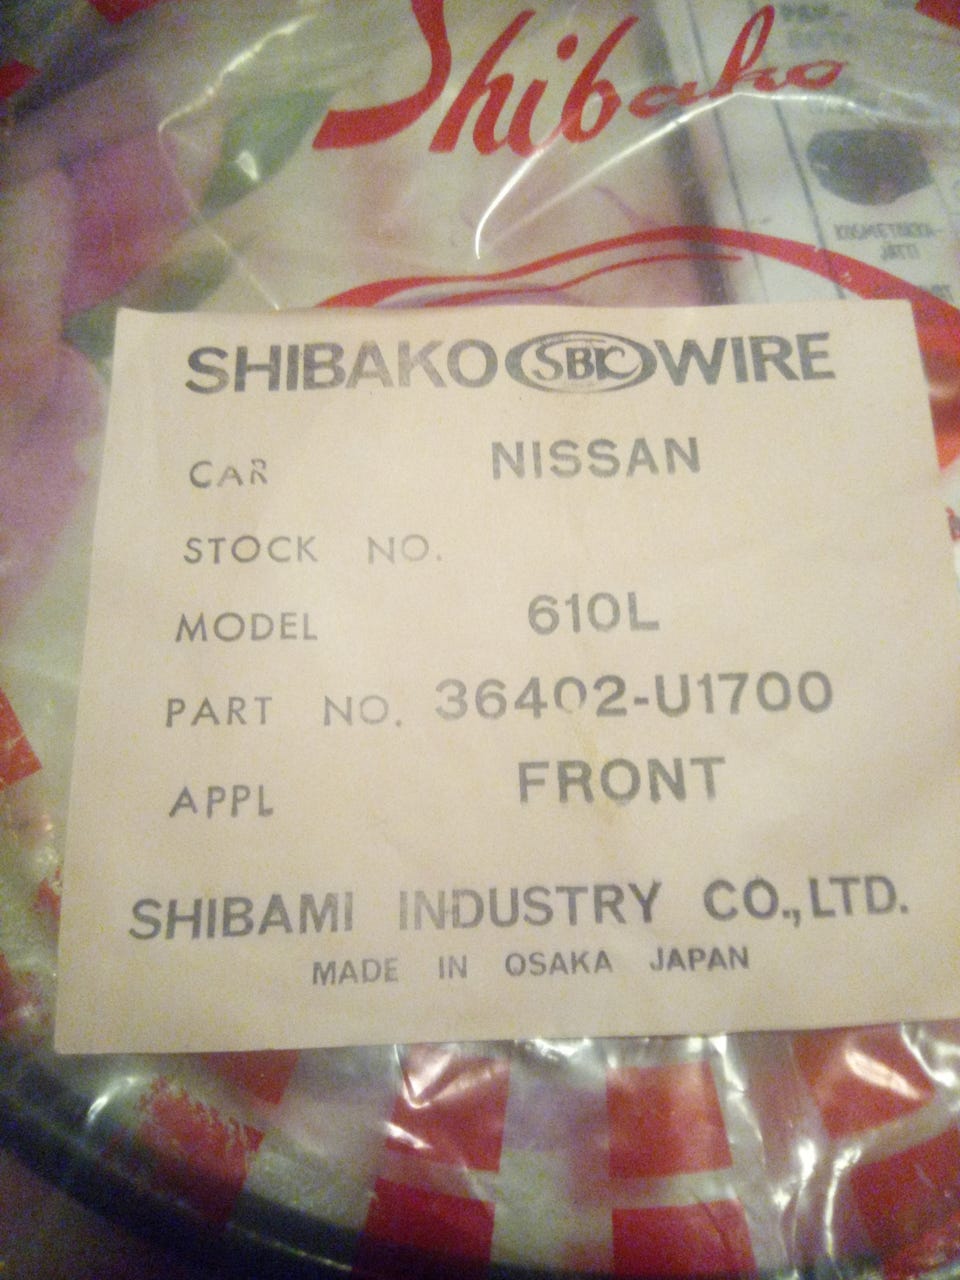 Shibako
KOSMETIIKKA-
SHIBAKO SBK WIRE
CAR NISSAN
STOCK NO.
MODEL 610L
PART NO. 36402-U1700
APPL FRONT
SHIBAMI INDUSTRY CO., LTD.
MADE IN OSAKA JAPAN